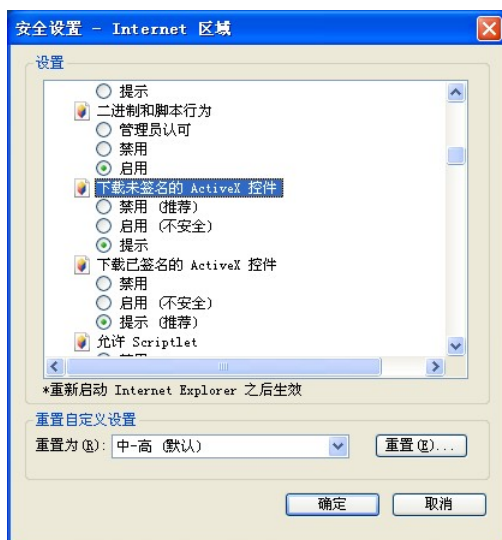 安全设置 - Internet 区域
设置
提示
二进制和脚本行为
管理员认可
禁用
启用
下载未签名的 ActiveX 控件
禁用 (推荐)
启用 (不安全)
提示
下载已签名的 ActiveX 控件
禁用
启用 (不安全)
提示 (推荐)
允许 Scriptlet
*重新启动 Internet Explorer 之后生效
重置自定义设置
重置为(R): 中-高 (默认) 重置(E)...
确定 取消